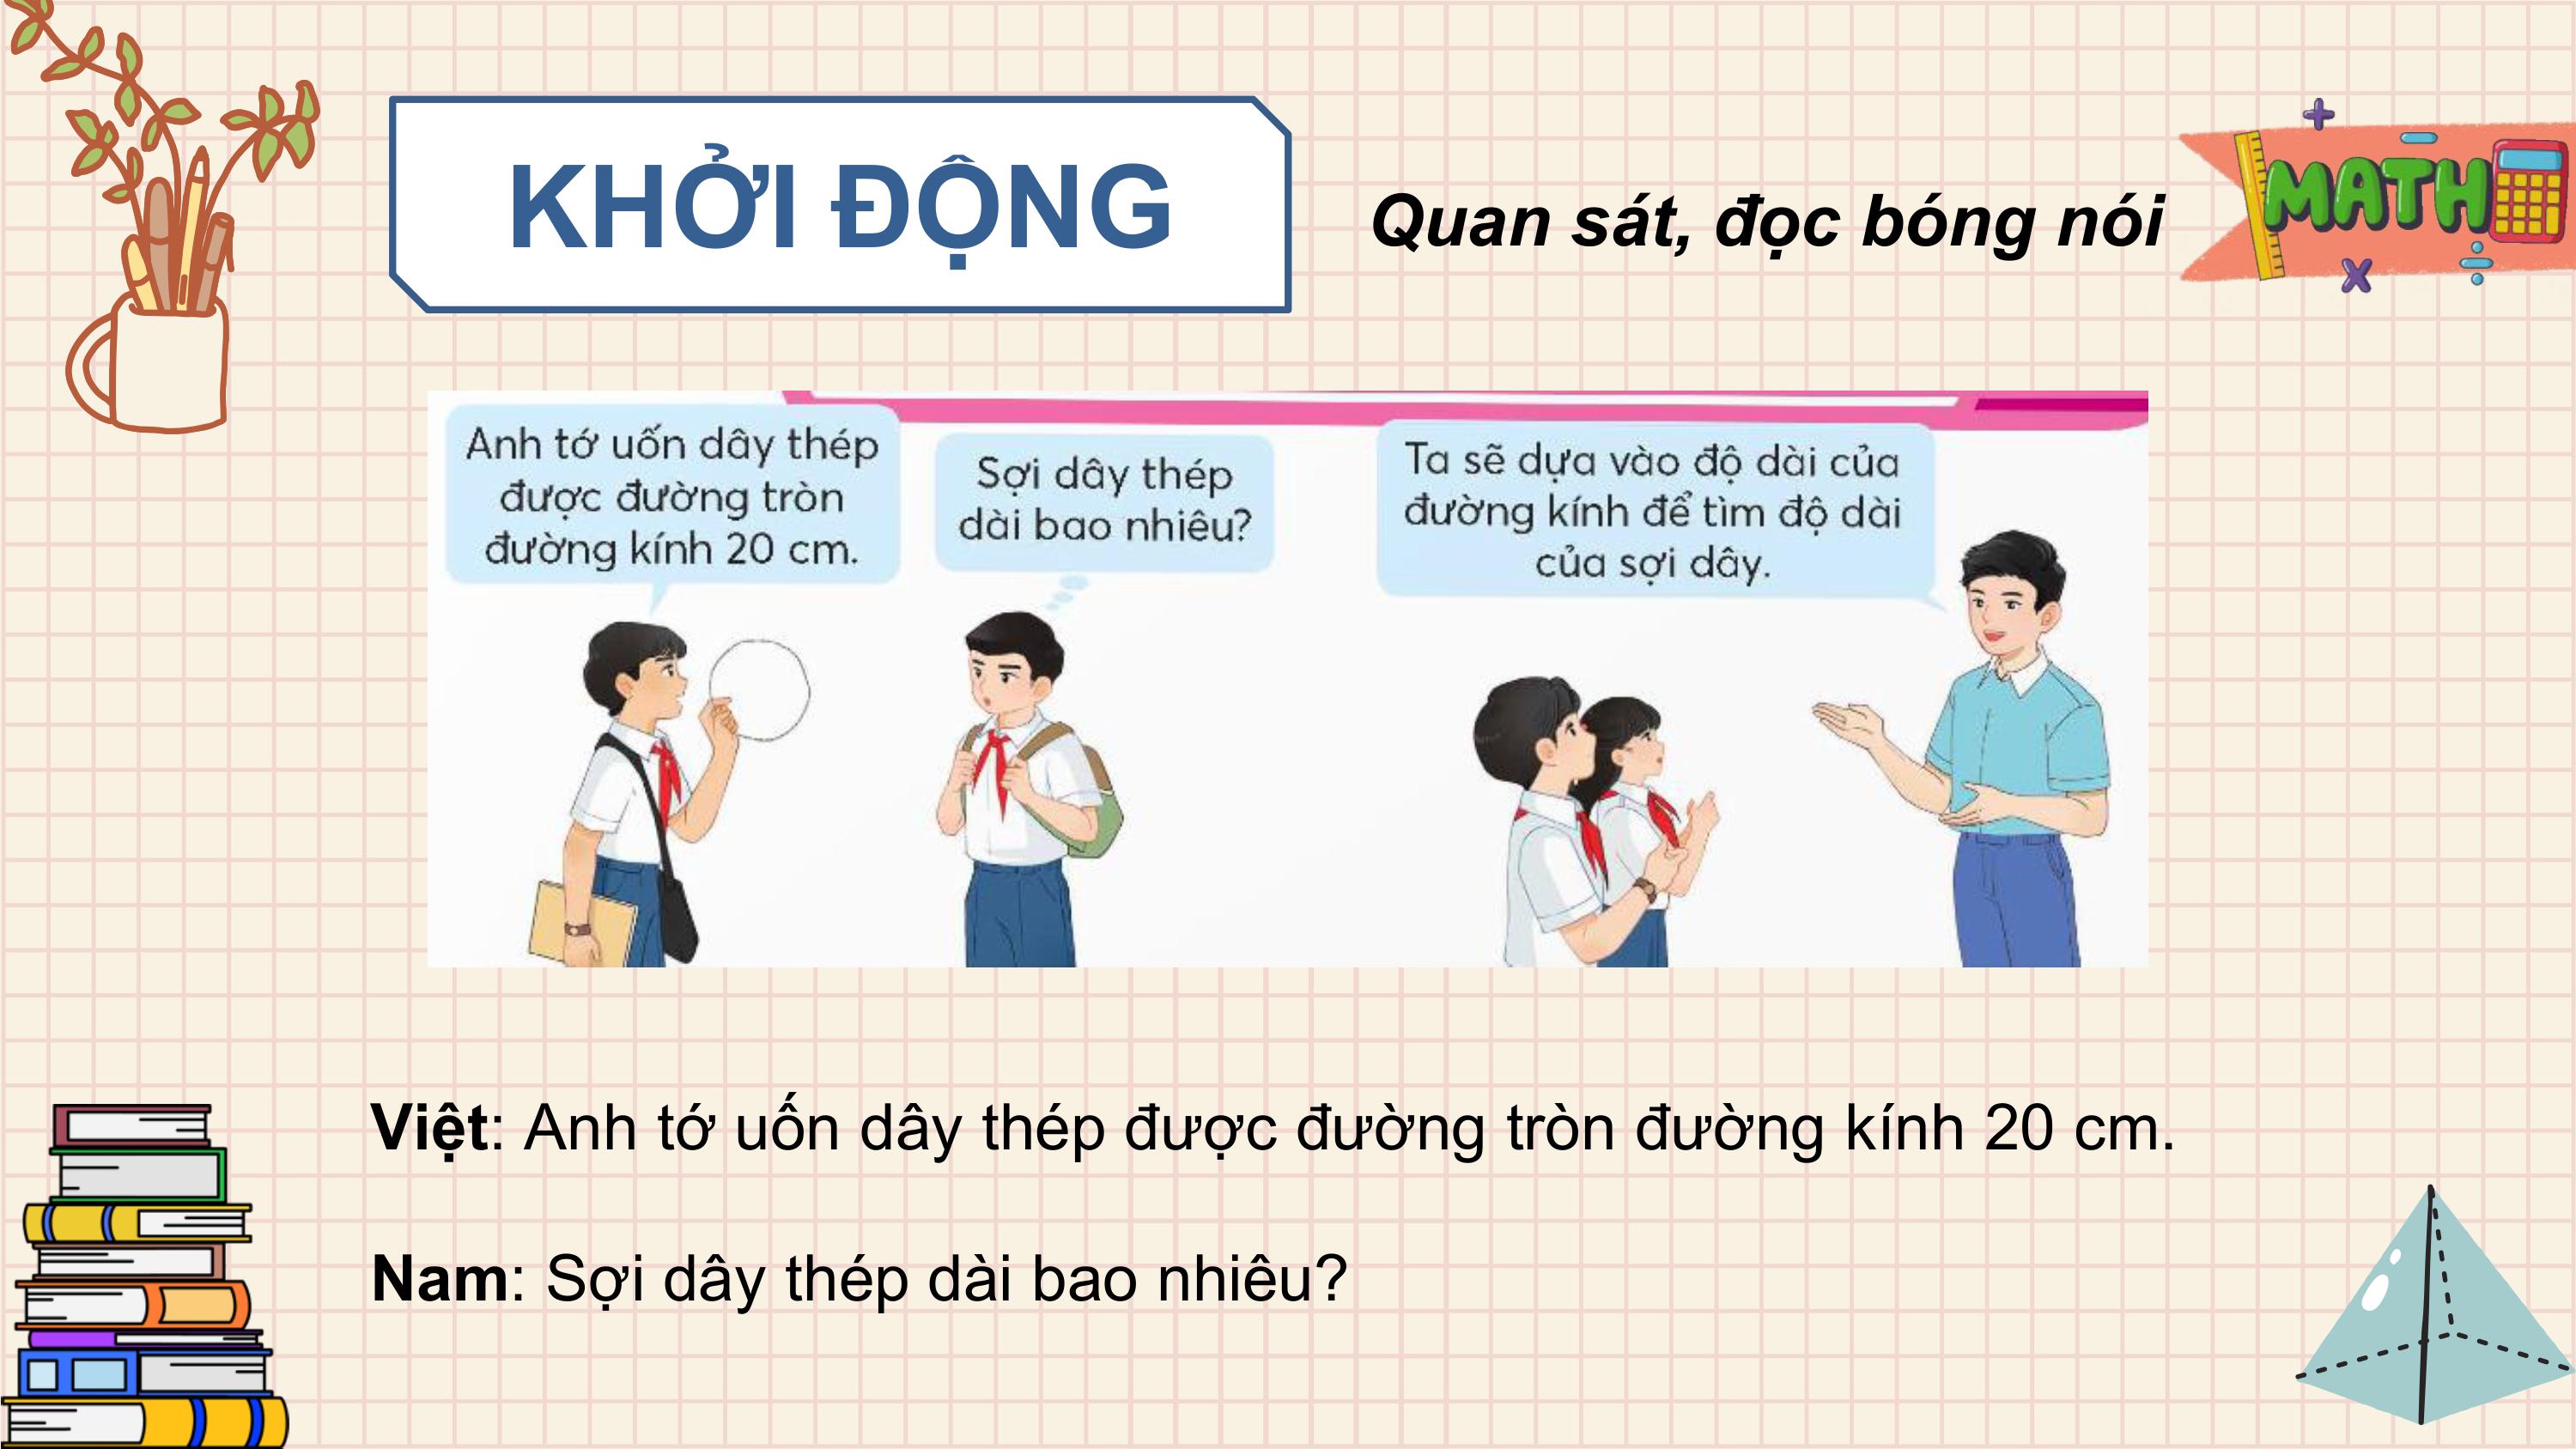 KHỞI ĐỘNG
Quan sát, đọc bóng nói
MATH
Anh tớ uốn dây thép
được đường tròn
đường kính 20 cm.
Sợi dây thép
dài bao nhiêu?
Ta sẽ dựa vào độ dài của
đường kính để tìm độ dài
của sợi dây.
Việt: Anh tớ uốn dây thép được đường tròn đường kính 20 cm.
Nam: Sợi dây thép dài bao nhiêu?